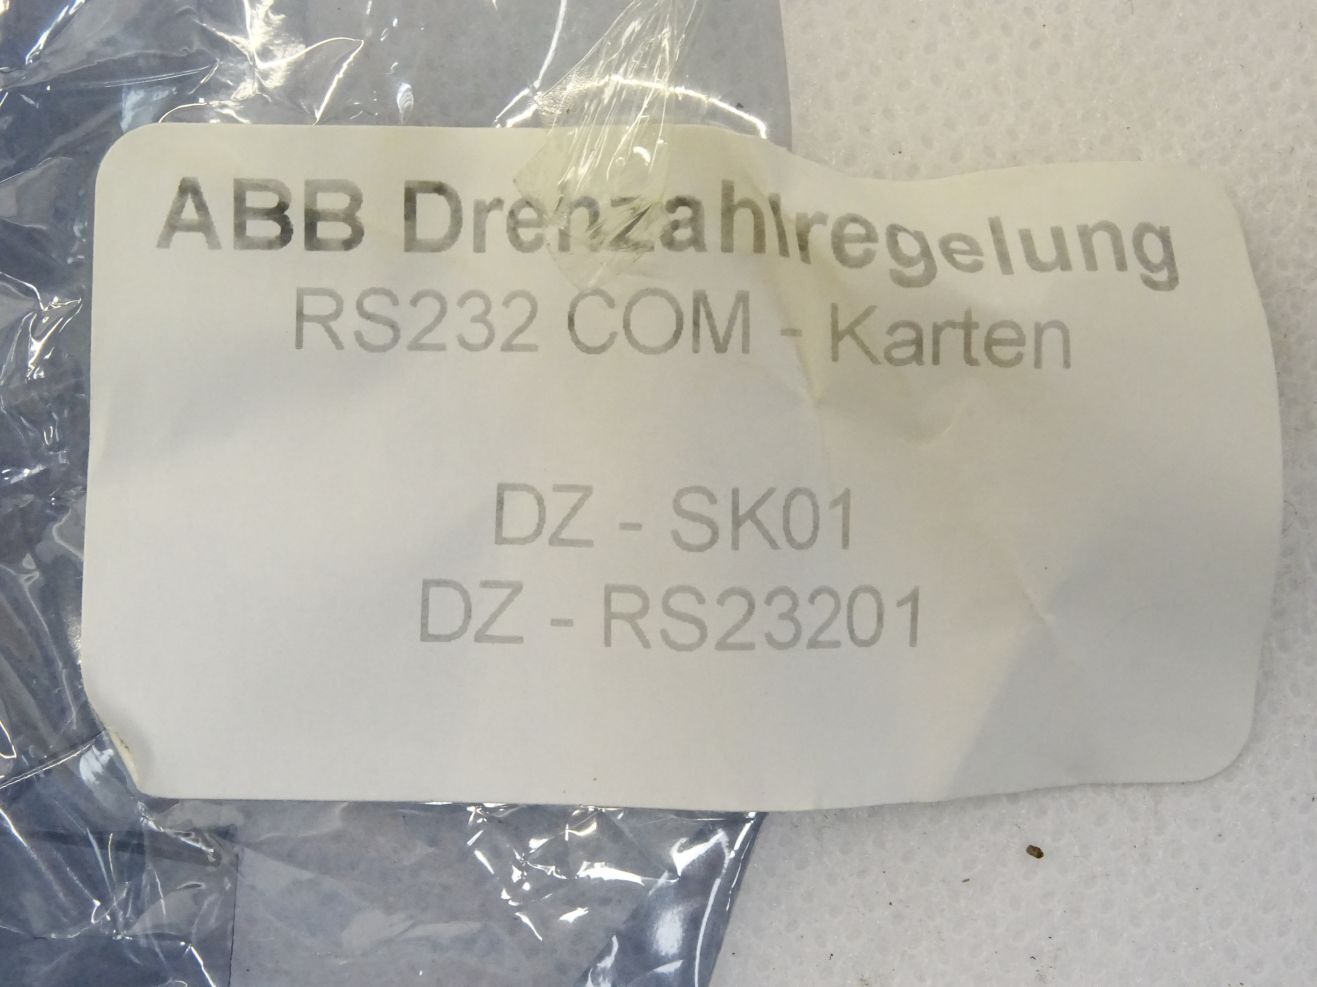 ABB Drehzahlregelung
RS232 COM - Karten
DZ - SK01
DZ - RS23201